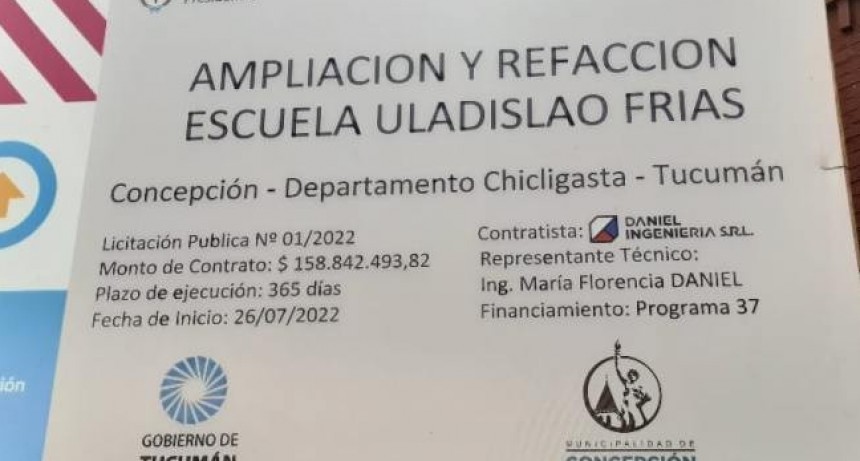 AMPLIACION Y REFACCION
ESCUELA ULADISLAO FRIAS
Concepción - Departamento Chicligasta - Tucumán
Licitación Publica Nº 01/2022
Monto de Contrato: $ 158.842.493,82
Plazo de ejecución: 365 días
Fecha de Inicio: 26/07/2022
Contratista: DANIEL
INGENIERIA S.R.L.
Representante Técnico:
Ing. María Florencia DANIEL
Financiamiento: Programa 37
GOBIERNO DE
TUCUMÁN
MUNICIPALIDAD DE
CONCEPCIÓN